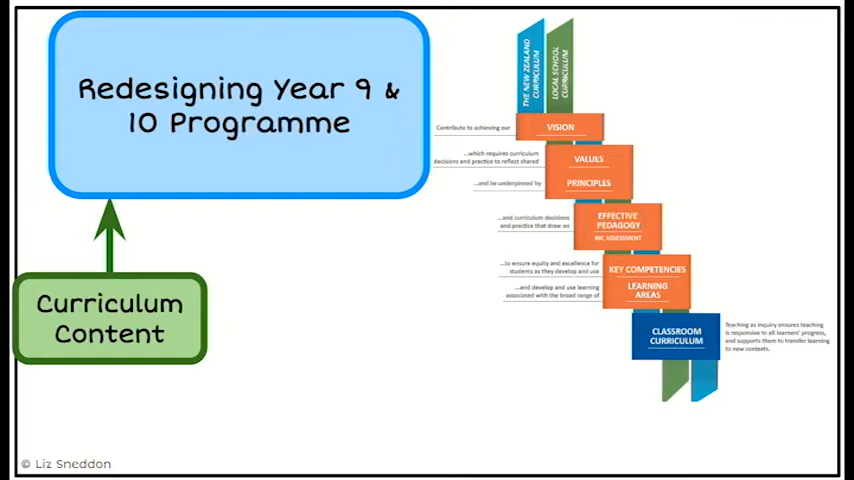 Redesigning Year 9 &
10 Programme
Curriculum
Content
THE NEW ZEALAND
CURRICULUM
LOCAL SCHOOL
CURRICULUM
Contribute to achieving our
VISION
...which requires curriculum
decisions and practice to reflect shared
VALUES
...and be underpinned by
PRINCIPLES
...and curriculum decisions
and practice that draw on
EFFECTIVE
PEDAGOGY
INC ASSESSMENT
...to ensure equity and excellence for
students as they develop and use
KEY COMPETENCIES
...and develop and use learning
associated with the broad range of
LEARNING
AREAS
CLASSROOM
CURRICULUM
Teaching as inquiry ensures teaching
is responsive to all learners' progress,
and supports them to transfer learning
to new contexts.
© Liz Sneddon